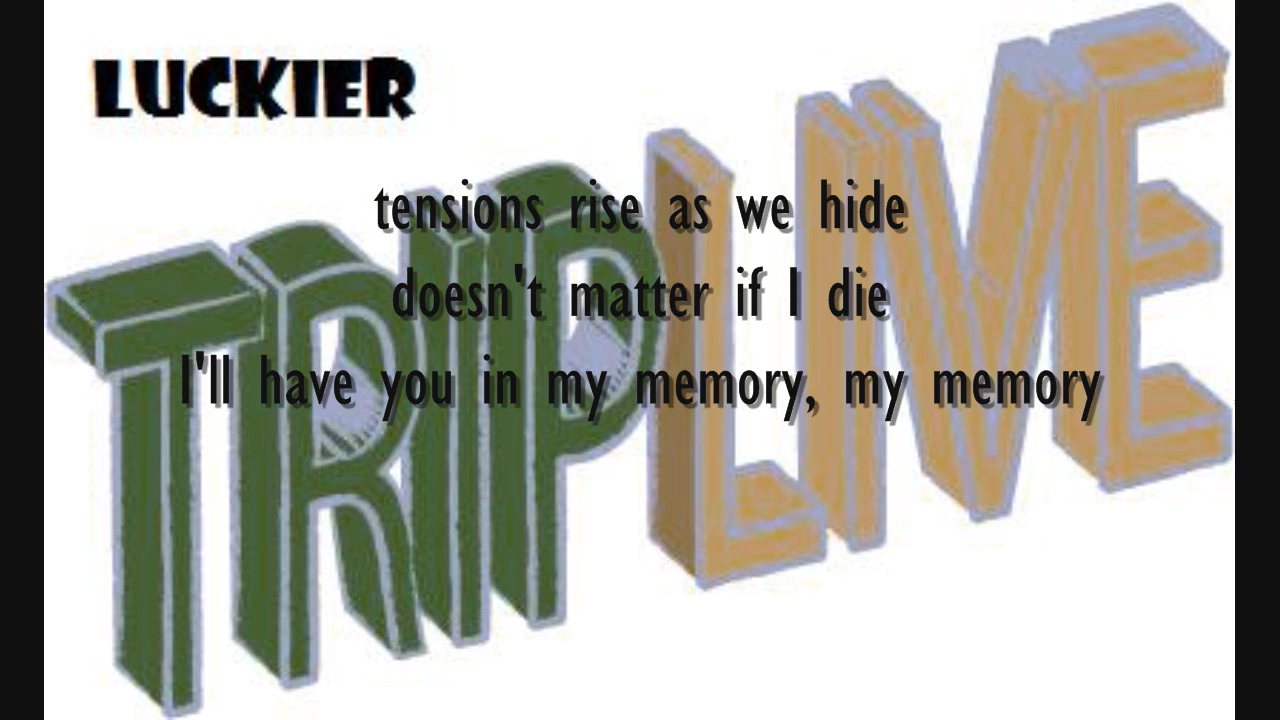 LUCKIER
TRIPLIVE
tensions rise as we hide
doesn't matter if I die
I'll have you in my memory, my memory